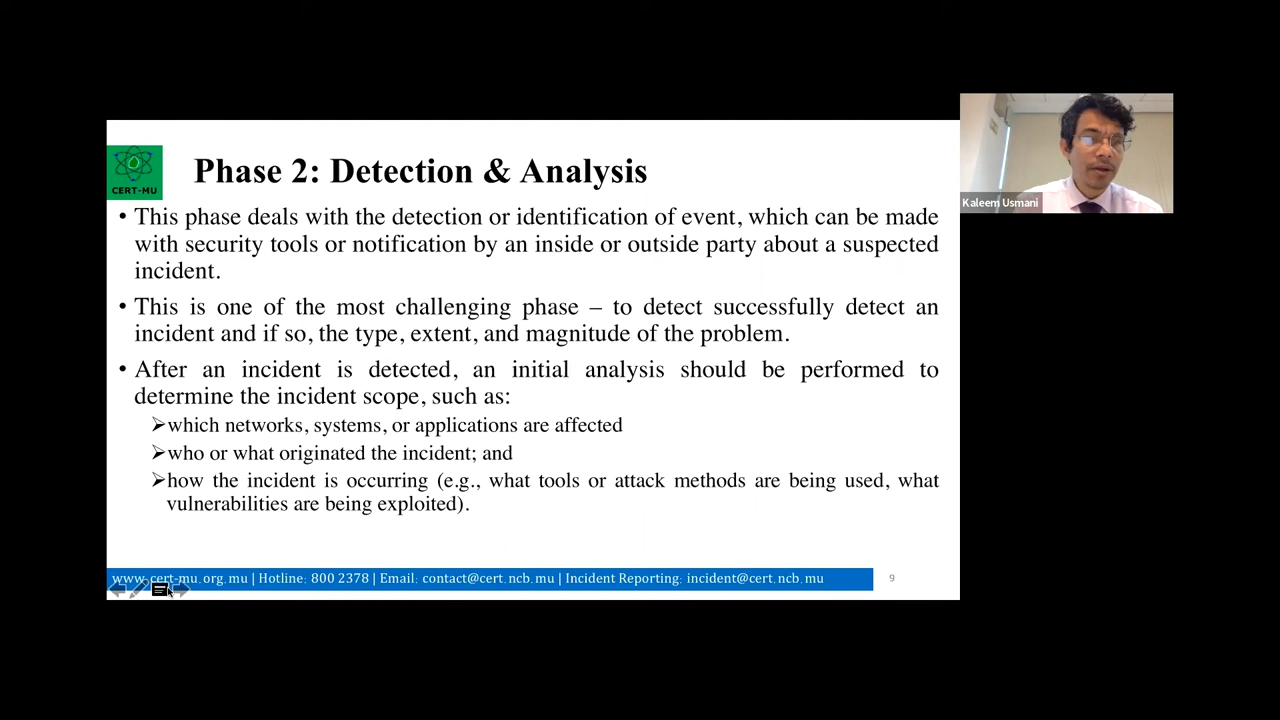 CERT-MU
Phase 2: Detection & Analysis
• This phase deals with the detection or identification of event, which can be made
with security tools or notification by an inside or outside party about a suspected
incident.
• This is one of the most challenging phase – to detect successfully detect an
incident and if so, the type, extent, and magnitude of the problem.
• After an incident is detected, an initial analysis should be performed to
determine the incident scope, such as:
➢which networks, systems, or applications are affected
➢who or what originated the incident; and
➢how the incident is occurring (e.g., what tools or attack methods are being used, what
vulnerabilities are being exploited).
www.cert-mu.org.mu | Hotline: 800 2378 | Email: contact@cert.ncb.mu | Incident Reporting: incident@cert.ncb.mu
9
Kaleem Usmani